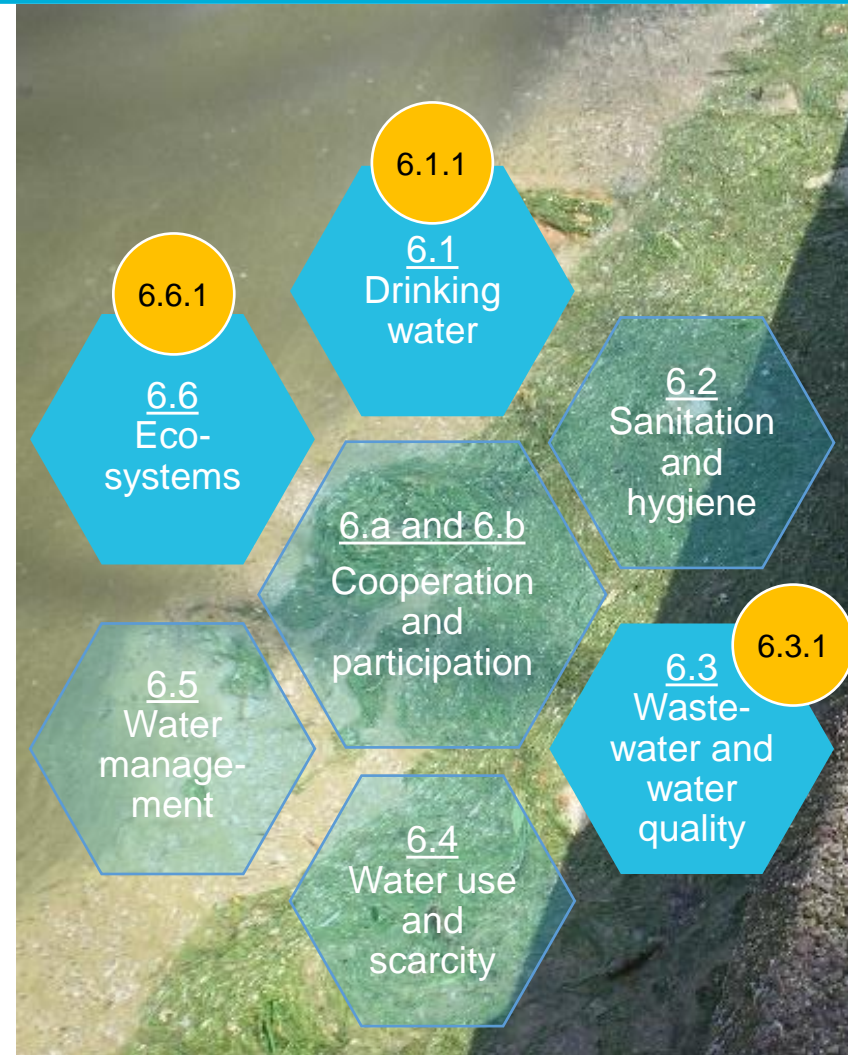 6.1.1
6.1
Drinking
water
6.6.1
6.6
Eco-
systems
6.2
Sanitation
and
hygiene
6.a and 6.b
Cooperation
and
participation
6.3.1
6.3
Waste-
water and
water
quality
6.5
Water
manage-
ment
6.4
Water use
and
scarcity